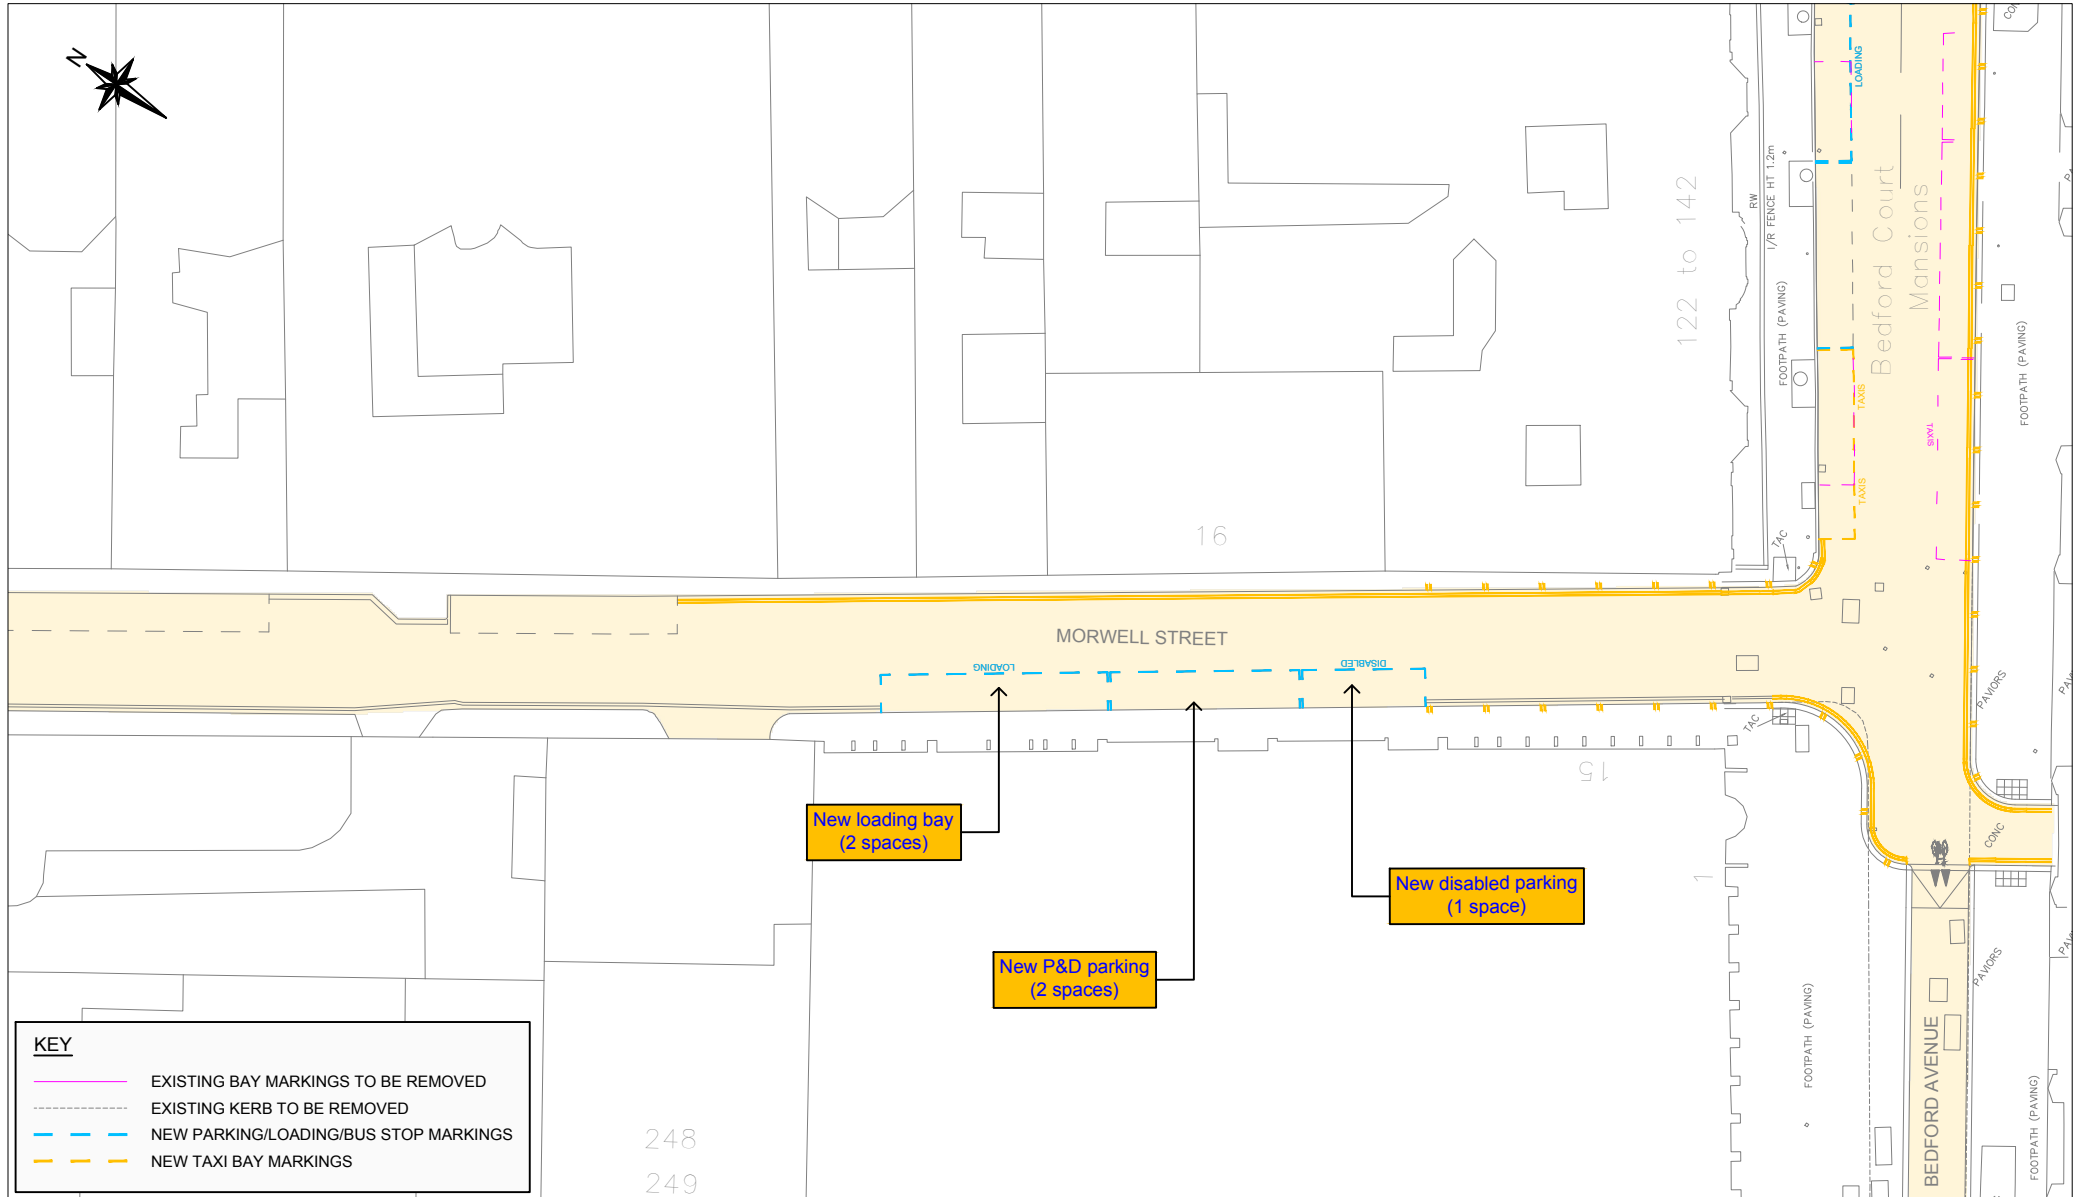 N
LOADING
RW
I/R FENCE HT 1.2m
122 to 142
Bedford Court
Mansions
FOOTPATH (PAVING)
FOOTPATH (PAVING)
TAXIS
TAXIS
TAXIS
16
TAC
MORWELL STREET
LOADING
DISABLED
PAVIORS
TAC
15
New loading bay
(2 spaces)
CONC
New disabled parking
(1 space)
1
New P&D parking
(2 spaces)
PAVIORS
FOOTPATH (PAVING)
BEDFORD AVENUE
FOOTPATH (PAVING)
KEY
EXISTING BAY MARKINGS TO BE REMOVED
EXISTING KERB TO BE REMOVED
NEW PARKING/LOADING/BUS STOP MARKINGS
NEW TAXI BAY MARKINGS
248
249